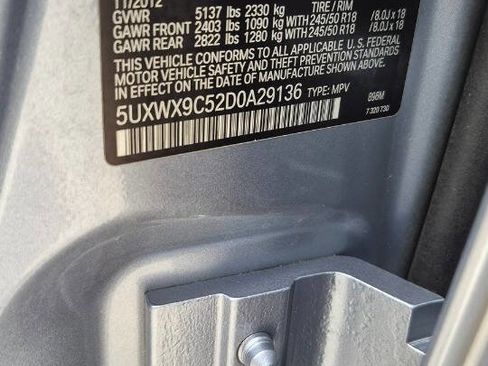 11/2012
GVWR 5137 lbs 2330 kg TIRE / RIM
GAWR FRONT 2403 lbs 1090 kg 245/50 R18 / 8.0J x 18
GAWR REAR 2822 lbs 1280 kg 245/50 R18 / 8.0J x 18
THIS VEHICLE CONFORMS TO ALL APPLICABLE U.S. FEDERAL
MOTOR VEHICLE SAFETY AND THEFT PREVENTION STANDARDS
IN EFFECT ON THE DATE OF MANUFACTURE SHOWN ABOVE.
5UXWX9C52D0A29136 TYPE: MPV
7 320 730